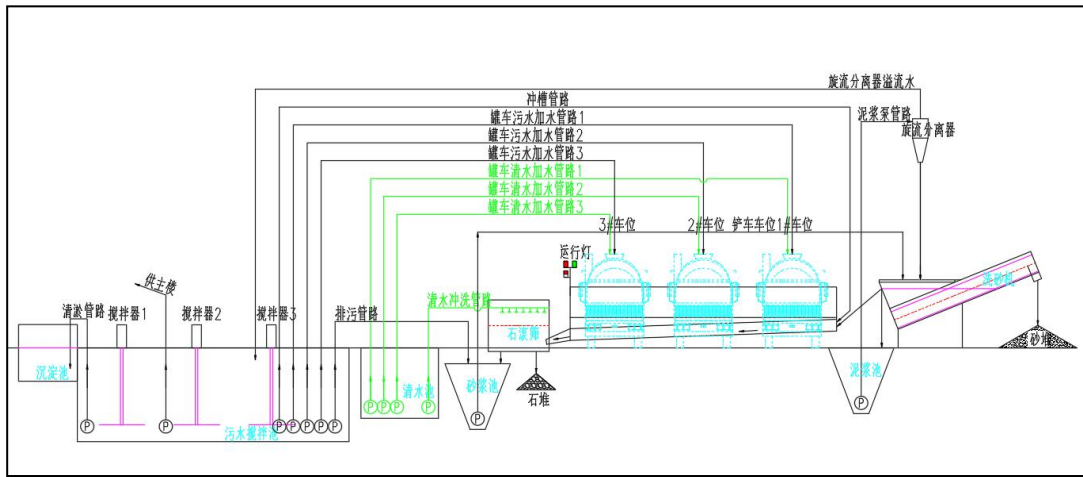 旋流分离器溢流水
冲槽管路
泥浆泵管路
罐车污水加水管路1
旋流分离器
罐车污水加水管路2
罐车污水加水管路3
罐车清水加水管路1
罐车清水加水管路2
罐车清水加水管路3
3#车位
2#车位
铲车车位1#车位
运行灯
供主楼
清淤管路
搅拌器1
搅拌器2
搅拌器3
排污管路
清水冲洗管路
洗砂机
石滚筛
砂堆
沉淀池
清水池
砂浆池
泥浆池
石堆
P
P
P
P
P
P
P
P
P
P
P
P
P
污水搅拌池